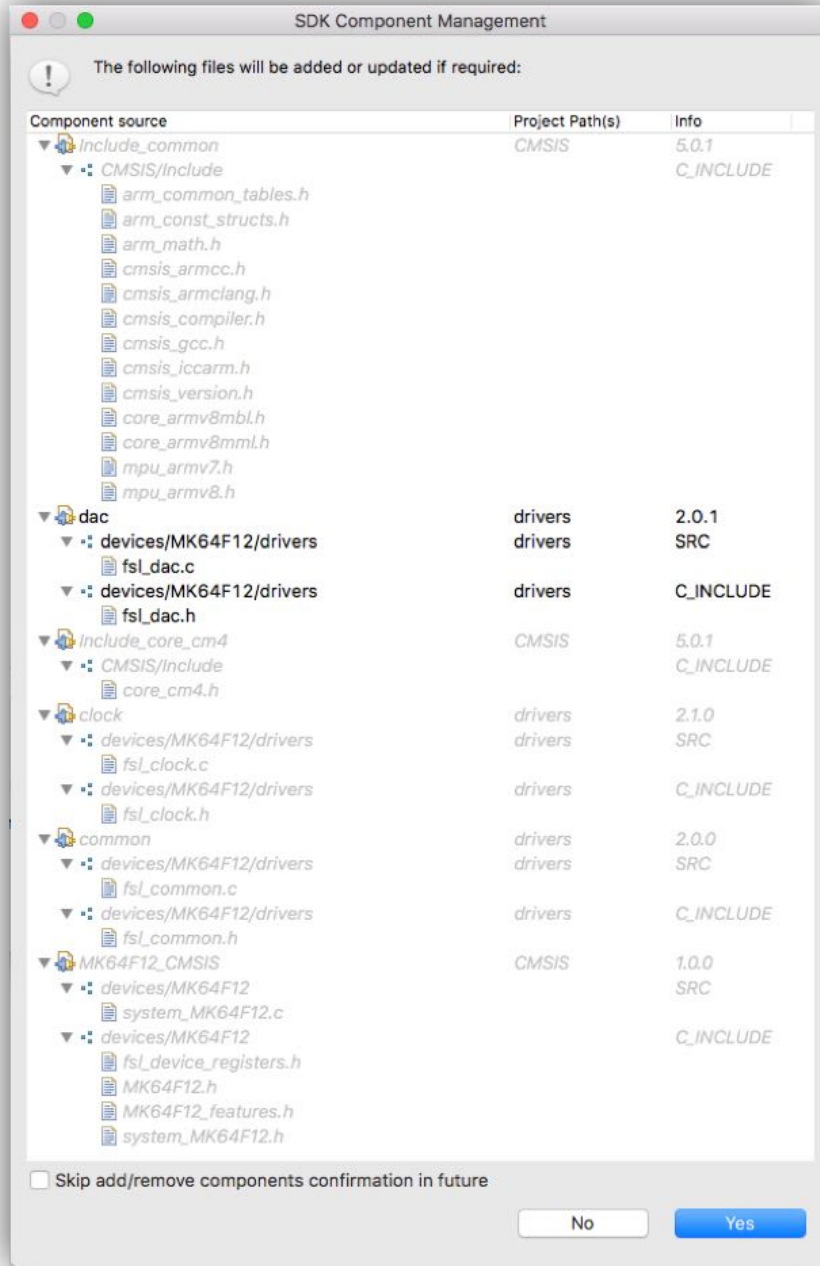 SDK Component Management
The following files will be added or updated if required:
Component source Project Path(s) Info
Include_common CMSIS 5.0.1
CMSIS/Include C_INCLUDE
arm_common_tables.h
arm_const_structs.h
arm_math.h
cmsis_armcc.h
cmsis_armclang.h
cmsis_compiler.h
cmsis_gcc.h
cmsis_iccarm.h
cmsis_version.h
core_armv8mbl.h
core_armv8mml.h
mpu_armv7.h
mpu_armv8.h
dac drivers 2.0.1
devices/MK64F12/drivers drivers SRC
fsl_dac.c
devices/MK64F12/drivers drivers C_INCLUDE
fsl_dac.h
Include_core_cm4 CMSIS 5.0.1
CMSIS/Include C_INCLUDE
core_cm4.h
clock drivers 2.1.0
devices/MK64F12/drivers drivers SRC
fsl_clock.c
devices/MK64F12/drivers drivers C_INCLUDE
fsl_clock.h
common drivers 2.0.0
devices/MK64F12/drivers drivers SRC
fsl_common.c
devices/MK64F12/drivers drivers C_INCLUDE
fsl_common.h
MK64F12_CMSIS CMSIS 1.0.0
devices/MK64F12 SRC
system_MK64F12.c
devices/MK64F12 C_INCLUDE
fsl_device_registers.h
MK64F12.h
MK64F12_features.h
system_MK64F12.h
Skip add/remove components confirmation in future
No Yes